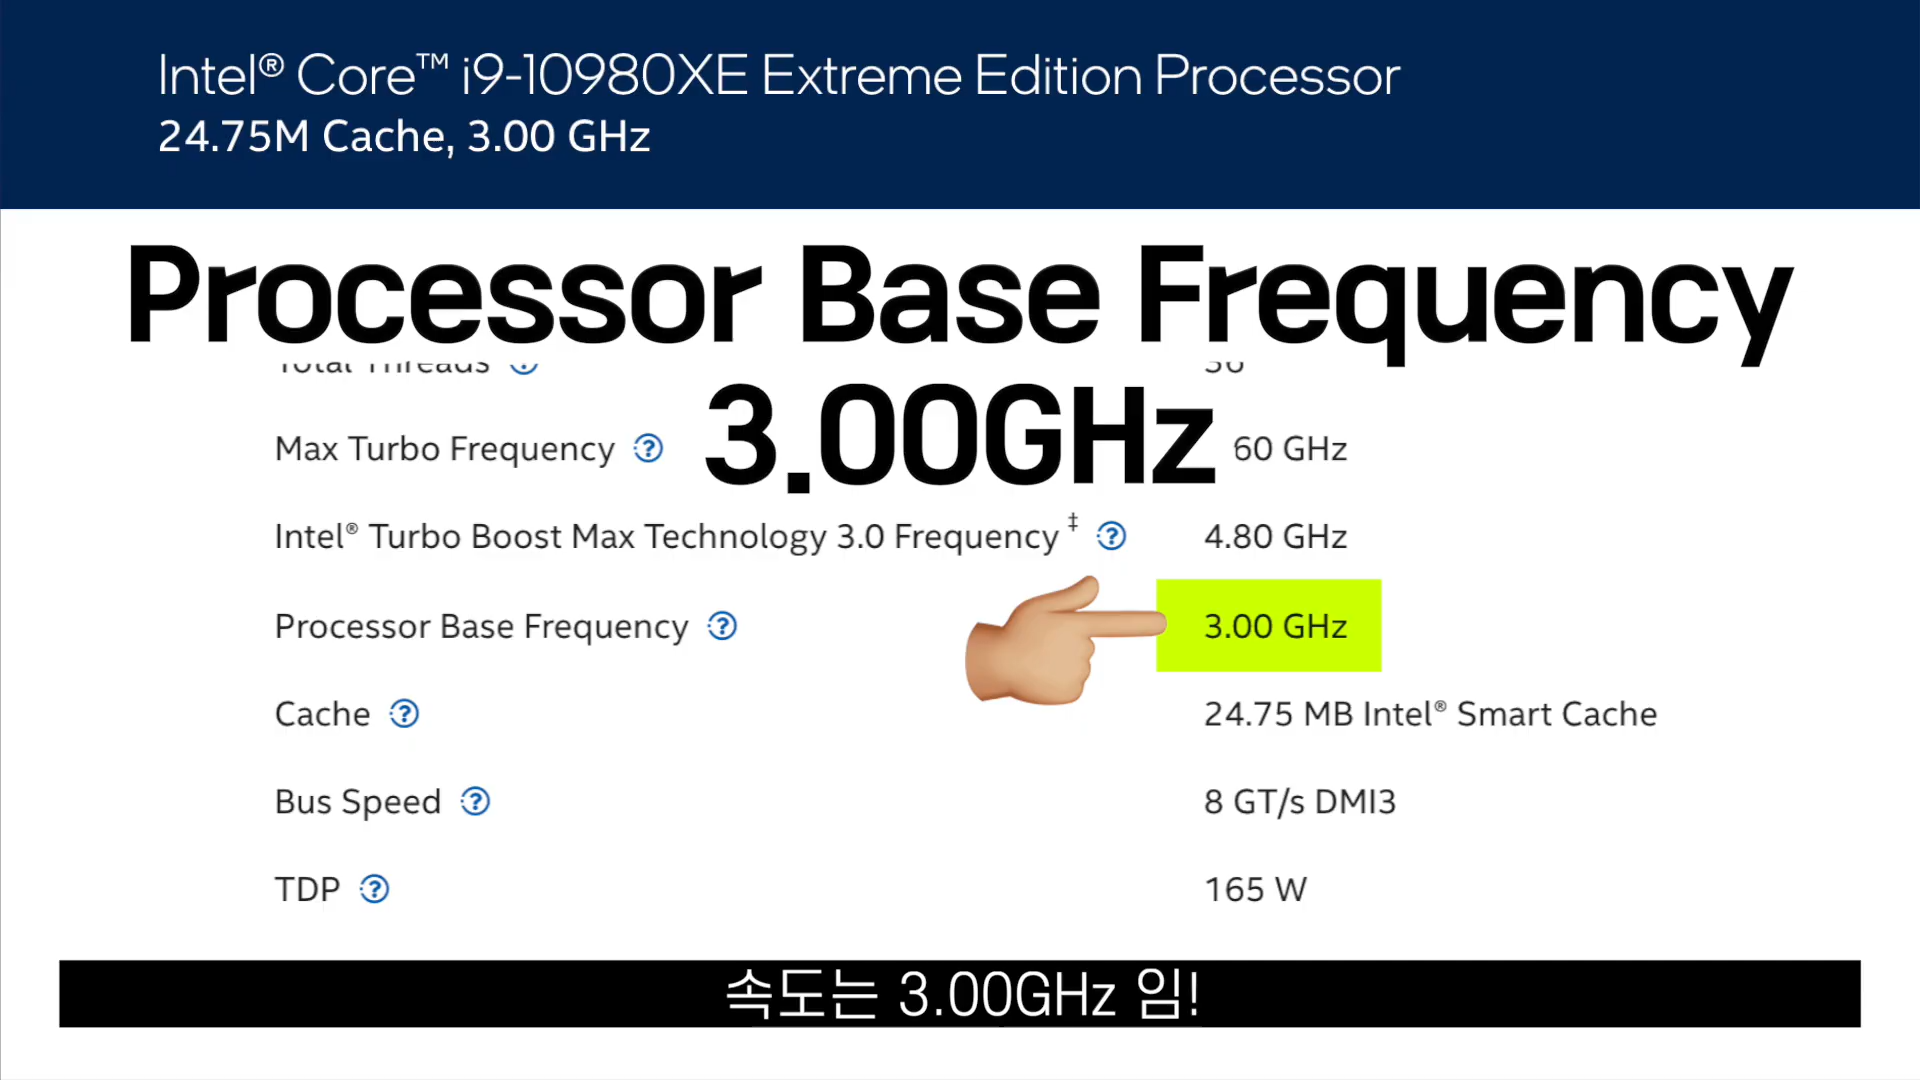 Intel® Core™ i9-10980XE Extreme Edition Processor
24.75M Cache, 3.00 GHz
Processor Base Frequency
3.00GHz
Total Threads 36
Max Turbo Frequency 60 GHz
Intel® Turbo Boost Max Technology 3.0 Frequency ‡ 4.80 GHz
Processor Base Frequency 3.00 GHz
Cache 24.75 MB Intel® Smart Cache
Bus Speed 8 GT/s DMI3
TDP 165 W
속도는 3.00GHz 임!